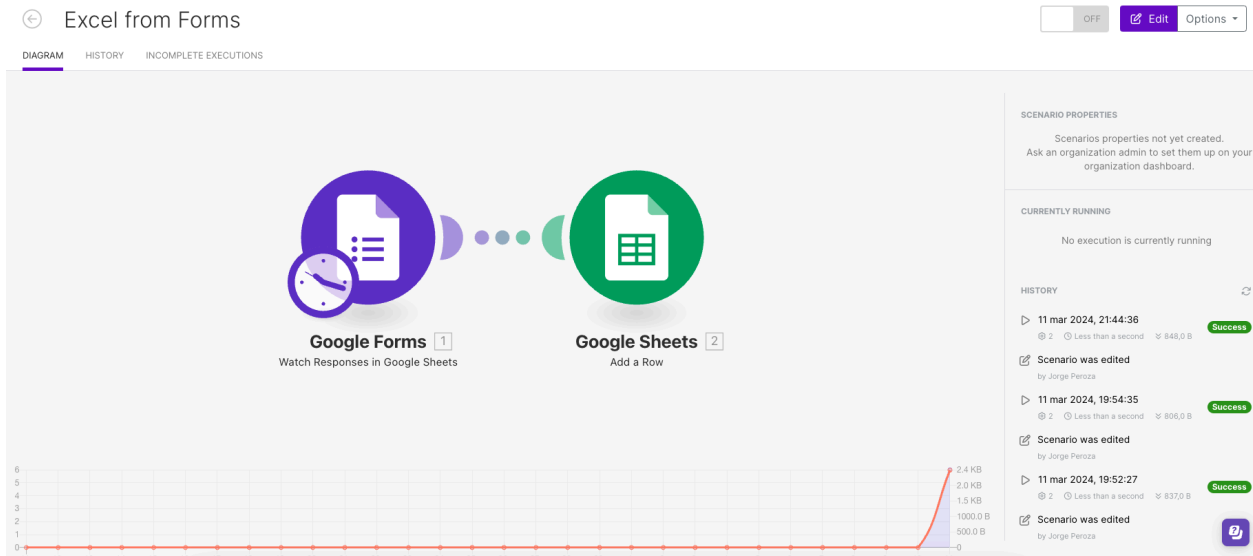 Excel from Forms
OFF
Edit
Options
DIAGRAM
HISTORY
INCOMPLETE EXECUTIONS
Google Forms 1
Watch Responses in Google Sheets
Google Sheets 2
Add a Row
SCENARIO PROPERTIES
Scenarios properties not yet created.
Ask an organization admin to set them up on your
organization dashboard.
CURRENTLY RUNNING
No execution is currently running
HISTORY
11 mar 2024, 21:44:36
Success
2 Less than a second 848,0 B
Scenario was edited
by Jorge Peroza
11 mar 2024, 19:54:35
Success
2 Less than a second 806,0 B
Scenario was edited
by Jorge Peroza
11 mar 2024, 19:52:27
Success
2 Less than a second 837,0 B
Scenario was edited
by Jorge Peroza
6
5
4
3
2
1
0
2.4 KB
2.0 KB
1.5 KB
1000.0 B
500.0 B
0